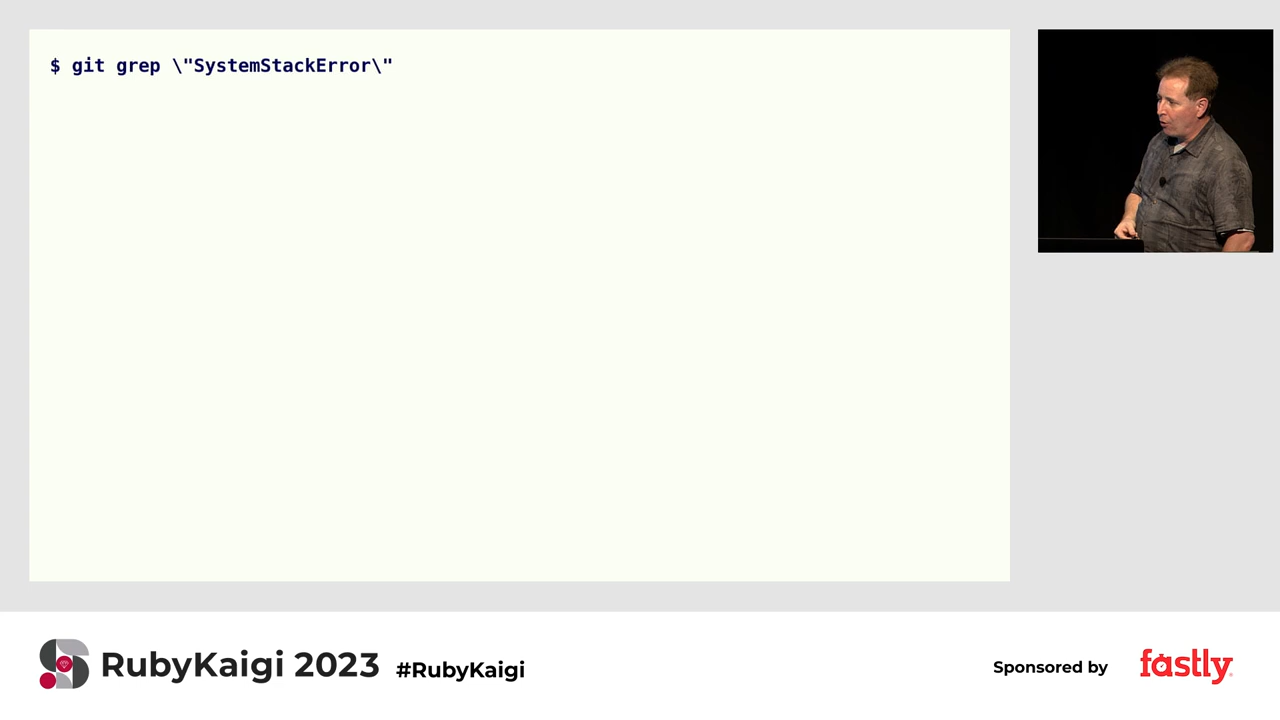 $ git grep \"SystemStackError\"
RubyKaigi 2023 #RubyKaigi
Sponsored by fastly